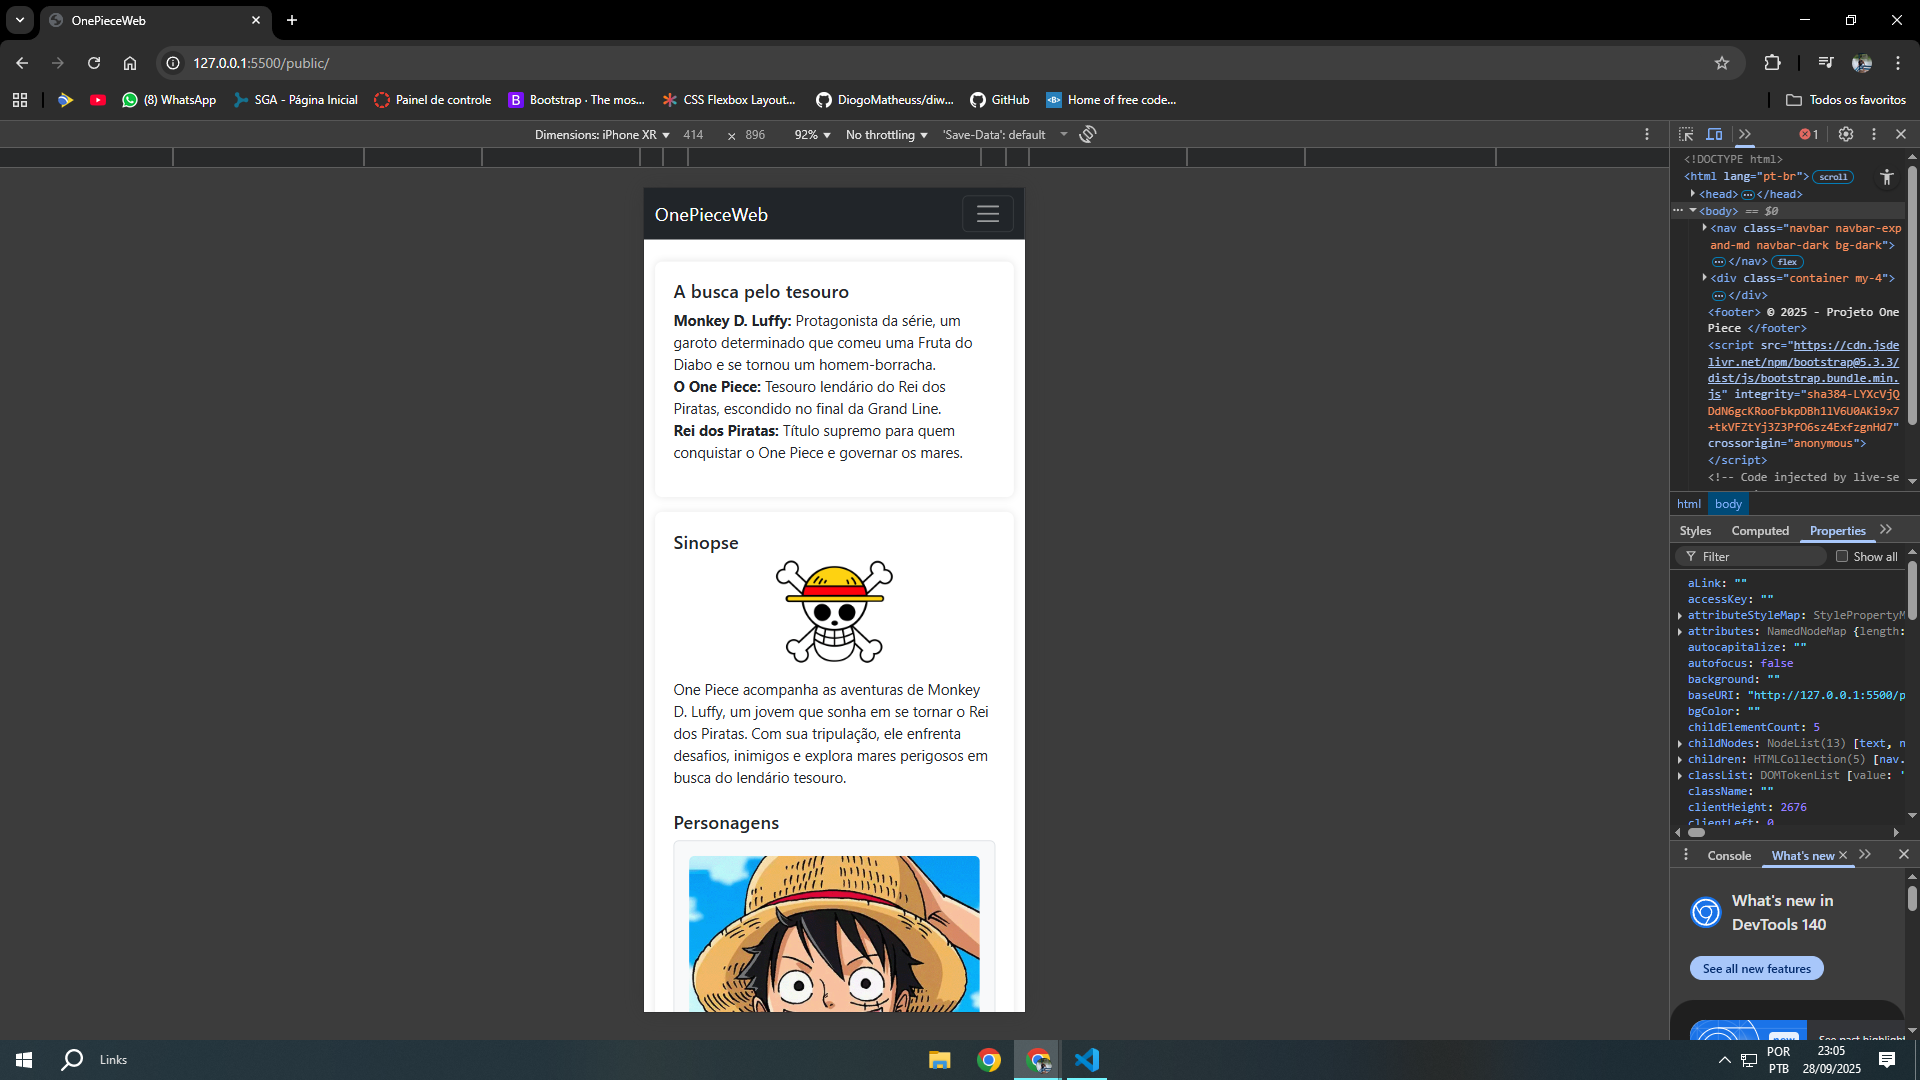 OnePieceWeb
127.0.0.1:5500/public/
(8) WhatsApp
SGA - Página Inicial
Painel de controle
Bootstrap · The mos...
CSS Flexbox Layout...
DiogoMatheuss/diw...
GitHub
Home of free code...
Todos os favoritos
Dimensions: iPhone XR
414 × 896
92%
No throttling
'Save-Data': default
OnePieceWeb
A busca pelo tesouro
Monkey D. Luffy: Protagonista da série, um
garoto determinado que comeu uma Fruta do
Diabo e se tornou um homem-borracha.
O One Piece: Tesouro lendário do Rei dos
Piratas, escondido no final da Grand Line.
Rei dos Piratas: Título supremo para quem
conquistar o One Piece e governar os mares.
Sinopse
One Piece acompanha as aventuras de Monkey
D. Luffy, um jovem que sonha em se tornar o Rei
dos Piratas. Com sua tripulação, ele enfrenta
desafios, inimigos e explora mares perigosos em
busca do lendário tesouro.
Personagens
1
<!DOCTYPE html>
<html lang="pt-br"> scroll
<head> ··· </head>
··· <body> == $0
<nav class="navbar navbar-exp
and-md navbar-dark bg-dark">
··· </nav> flex
<div class="container my-4">
··· </div>
<footer> © 2025 - Projeto One
Piece </footer>
<script src="https://cdn.jsde
livr.net/npm/bootstrap@5.3.3/
dist/js/bootstrap.bundle.min.
js" integrity="sha384-LYXcVjQ
DdN6gcKRooFbkpDBh1lV6U0AKi9x7
+tkVFZtYj3Z3PfO6sz4ExfzgnHd7"
crossorigin="anonymous">
</script>
<!-- Code injected by live-se
html body
Styles Computed Properties
Filter
Show all
aLink: ""
accessKey: ""
attributeStyleMap: StylePropertyM
attributes: NamedNodeMap {length:
autocapitalize: ""
autofocus: false
background: ""
baseURI: "http://127.0.0.1:5500/p
bgColor: ""
childElementCount: 5
childNodes: NodeList(13) [text, n
children: HTMLCollection(5) [nav.
classList: DOMTokenList [value: '
className: ""
clientHeight: 2676
clientLeft: 0
Console What's new
What's new in
DevTools 140
See all new features
See past highlight
Links
POR
PTB
23:05
28/09/2025